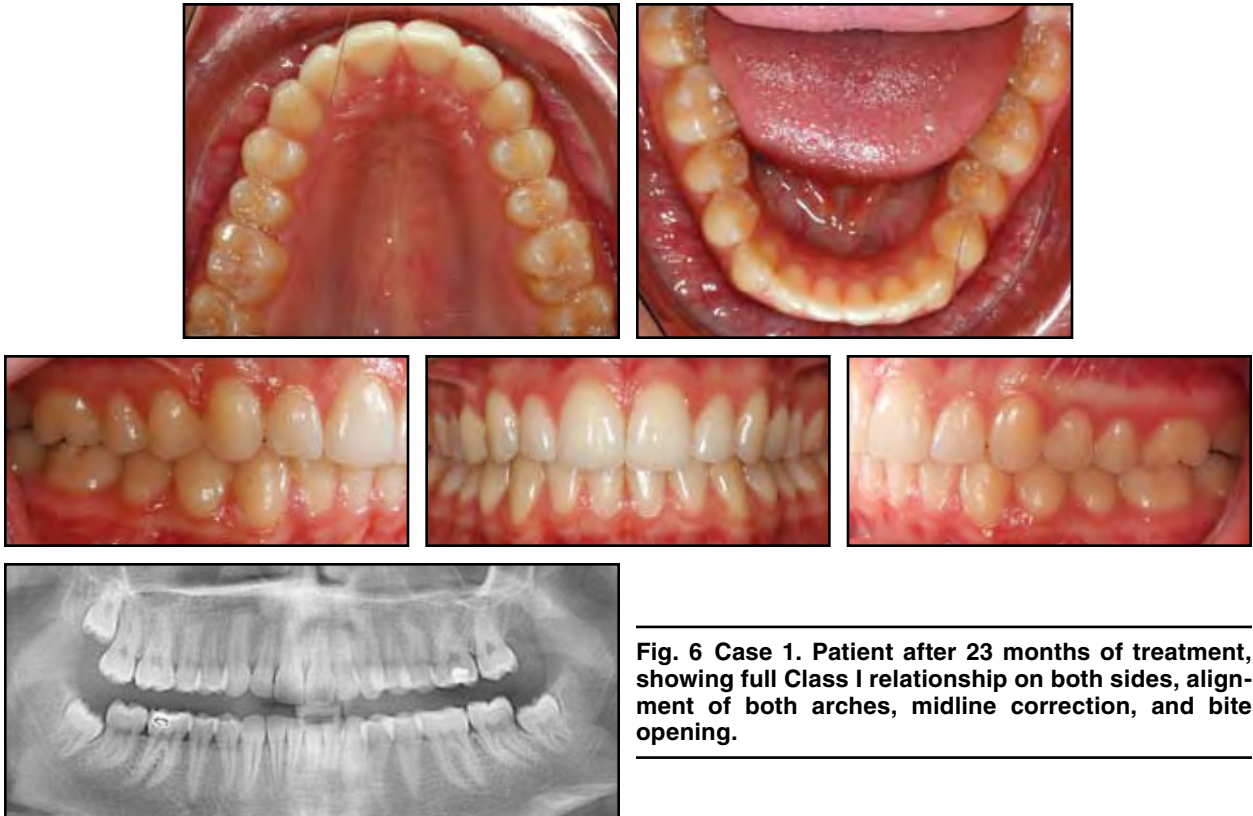 Fig. 6 Case 1. Patient after 23 months of treatment,
showing full Class I relationship on both sides, align-
ment of both arches, midline correction, and bite
opening.